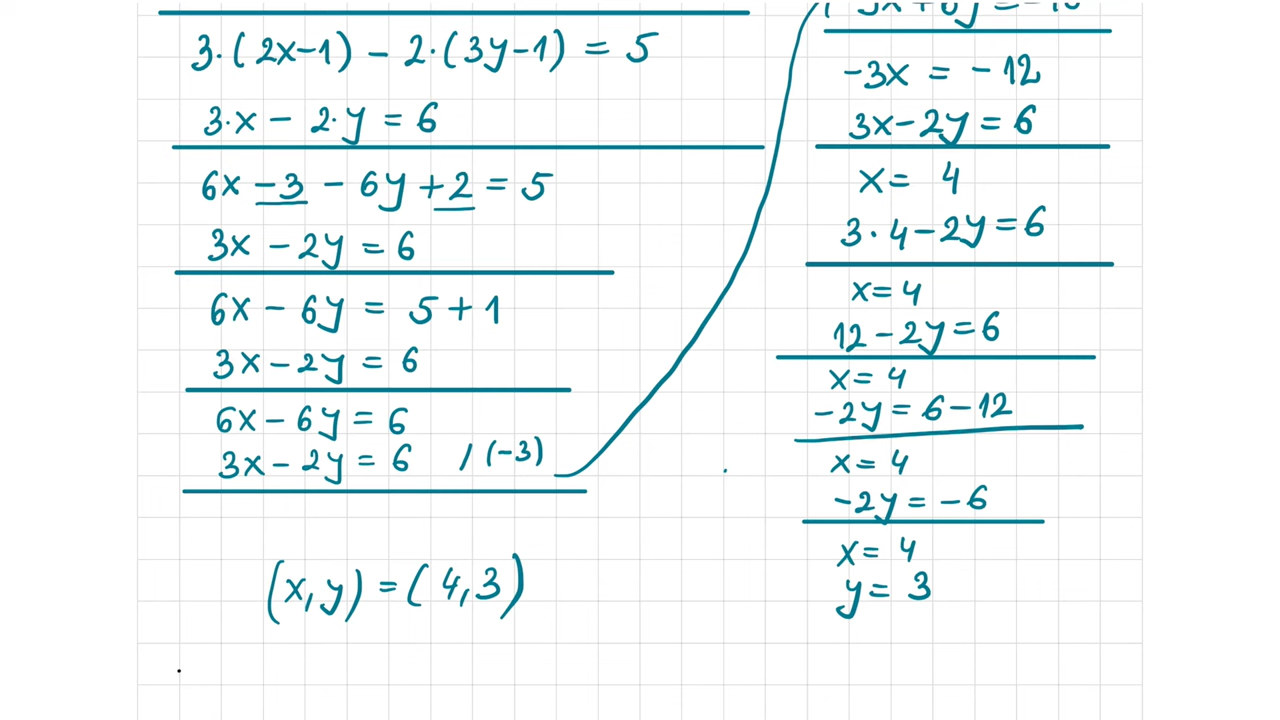 3·(2x-1) - 2·(3y-1) = 5
3·x - 2·y = 6
6x -3 - 6y +2 = 5
3x - 2y = 6
6x - 6y = 5 + 1
3x - 2y = 6
6x - 6y = 6
3x - 2y = 6 / (-3)
(x,y) = (4,3)
-3x = -12
3x - 2y = 6
x = 4
3·4 - 2y = 6
x = 4
12 - 2y = 6
x = 4
-2y = 6 - 12
x = 4
-2y = -6
x = 4
y = 3